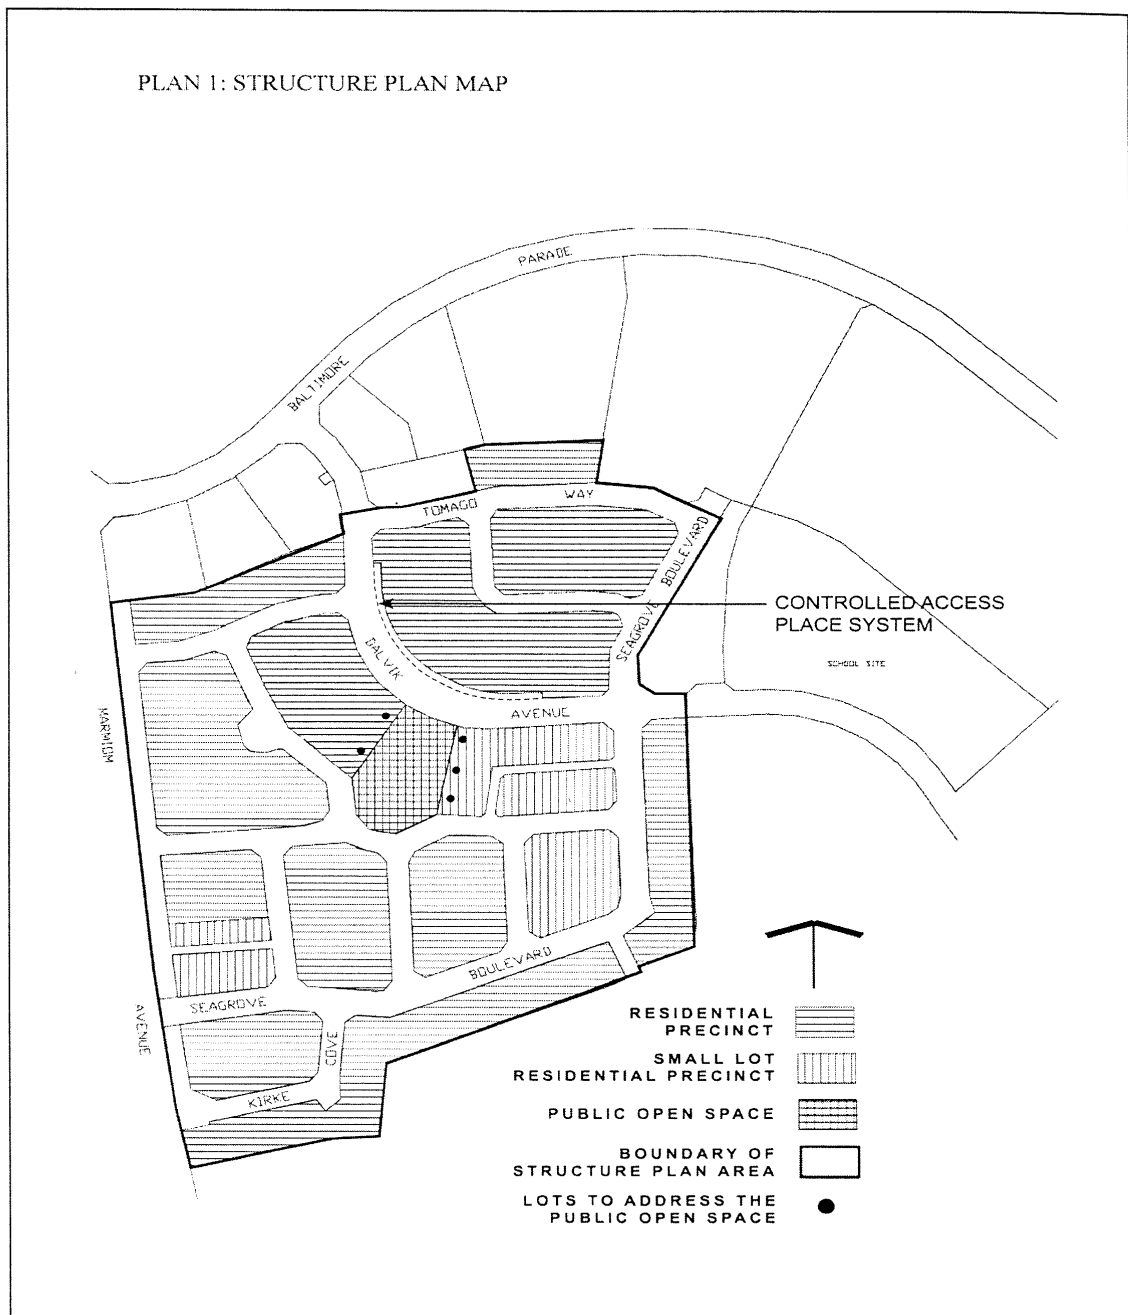 PLAN 1: STRUCTURE PLAN MAP
PARADE
BALTIMORE
TOMAGO
WAY
BOULEVARD
SEAGROVE
CONTROLLED ACCESS
PLACE SYSTEM
SCHOOL SITE
DALVIK
AVENUE
MARMION
AVENUE
SEAGROVE
BOULEVARD
COVE
KIRKE
RESIDENTIAL
PRECINCT
SMALL LOT
RESIDENTIAL PRECINCT
PUBLIC OPEN SPACE
BOUNDARY OF
STRUCTURE PLAN AREA
LOTS TO ADDRESS THE
PUBLIC OPEN SPACE